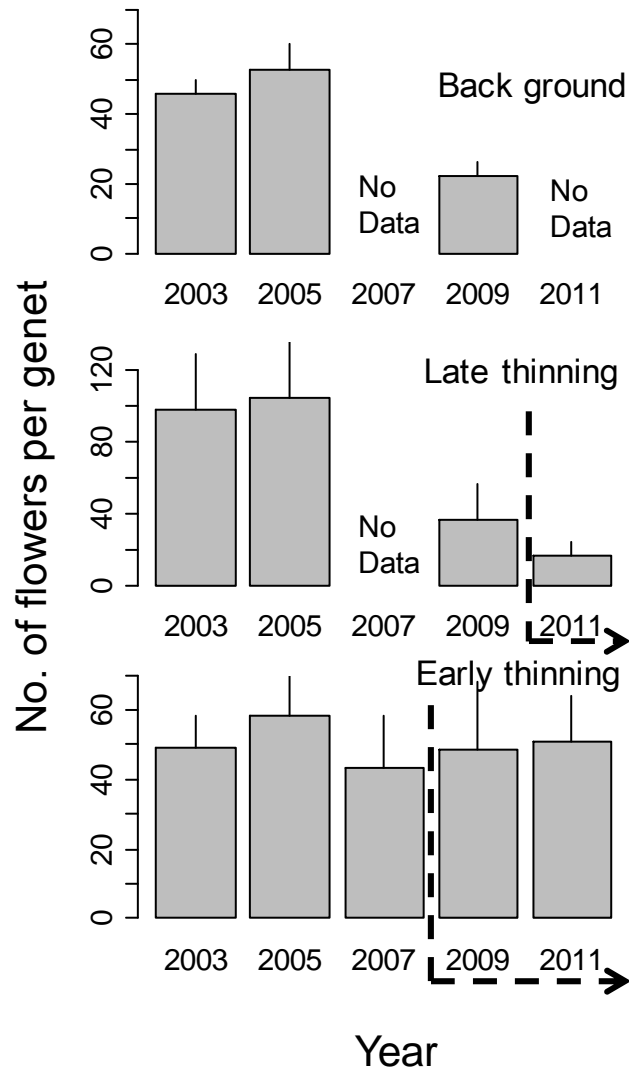 No. of flowers per genet
Back ground
60
40
20
0
No
Data
No
Data
2003 2005 2007 2009 2011
Late thinning
120
80
40
0
No
Data
2003 2005 2007 2009 2011
Early thinning
60
40
20
0
2003 2005 2007 2009 2011
Year